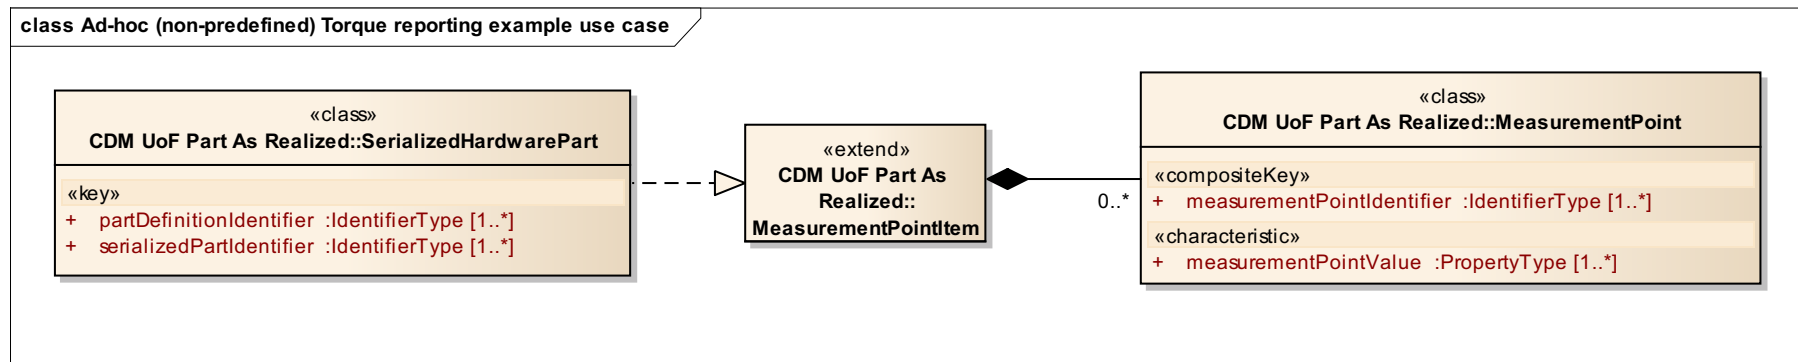 class Ad-hoc (non-predefined) Torque reporting example use case
«class»
CDM UoF Part As Realized::SerializedHardwarePart
«key»
+ partDefinitionIdentifier :IdentifierType [1..*]
+ serializedPartIdentifier :IdentifierType [1..*]
«extend»
CDM UoF Part As
Realized::
MeasurementPointItem
0..*
«class»
CDM UoF Part As Realized::MeasurementPoint
«compositeKey»
+ measurementPointIdentifier :IdentifierType [1..*]
«characteristic»
+ measurementPointValue :PropertyType [1..*]